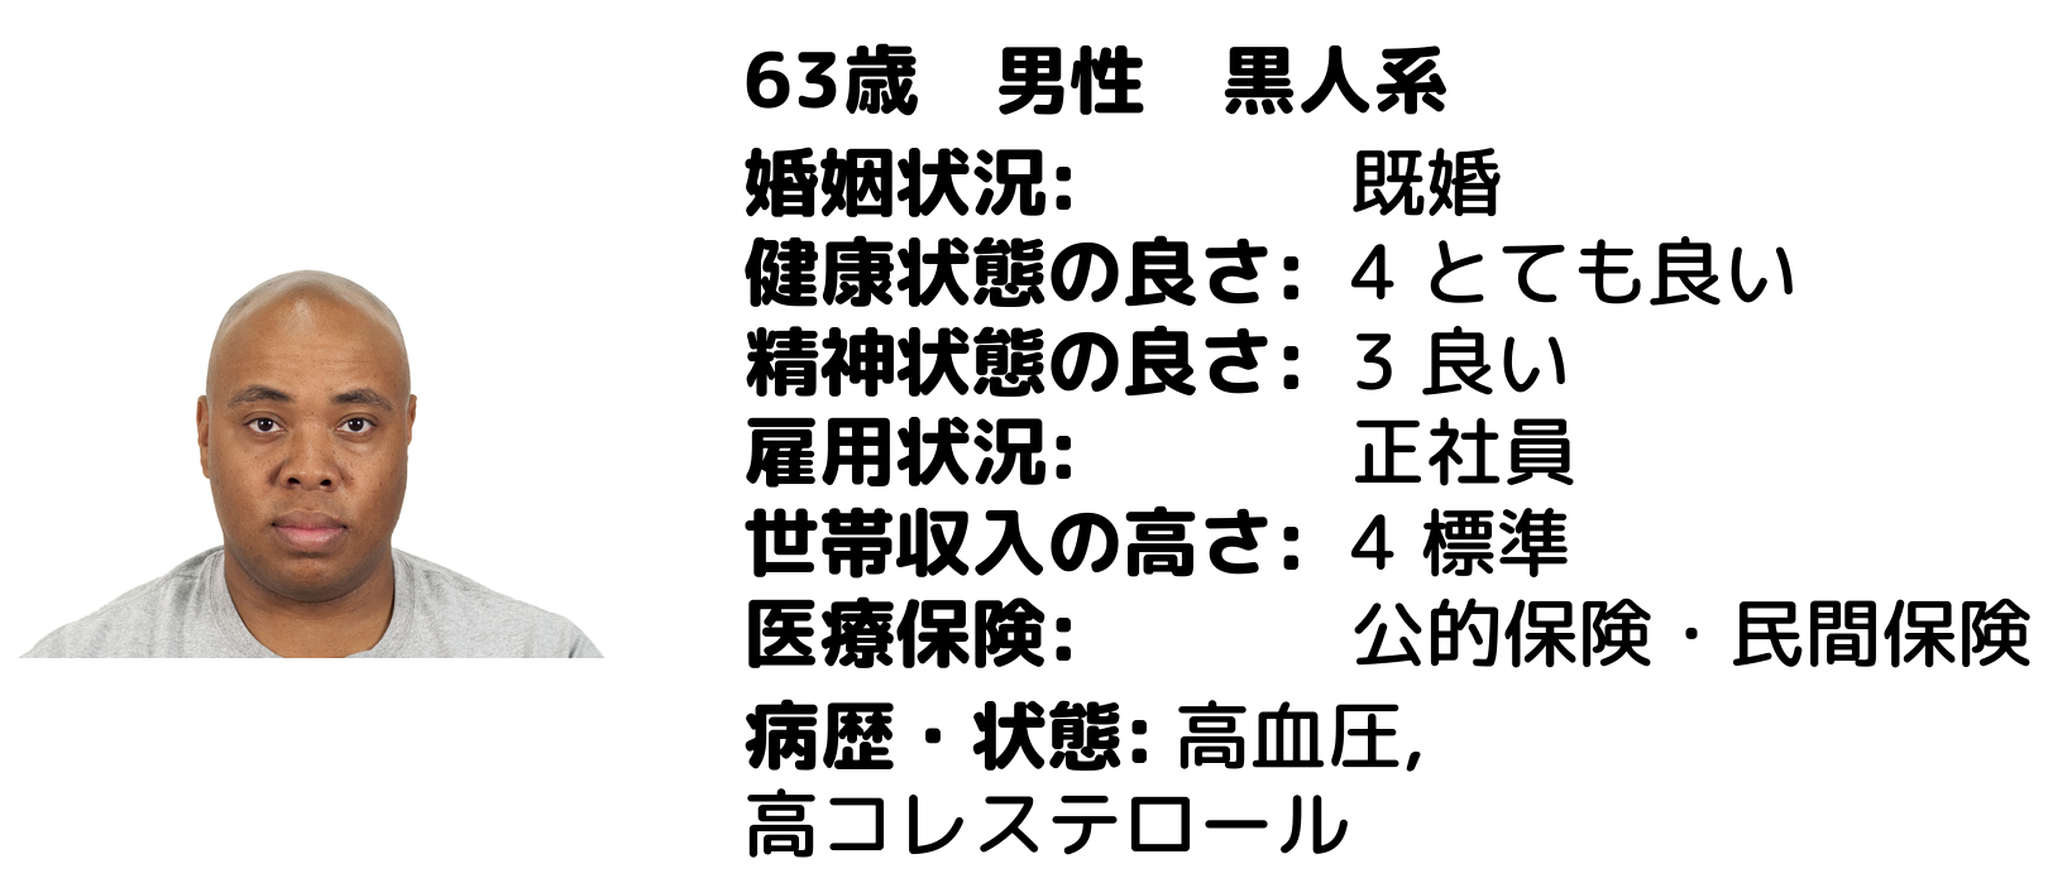 63歳　男性　黒人系
婚姻状況: 既婚
健康状態の良さ: 4 とても良い
精神状態の良さ: 3 良い
雇用状況: 正社員
世帯収入の高さ: 4 標準
医療保険: 公的保険・民間保険
病歴・状態: 高血圧,
高コレステロール